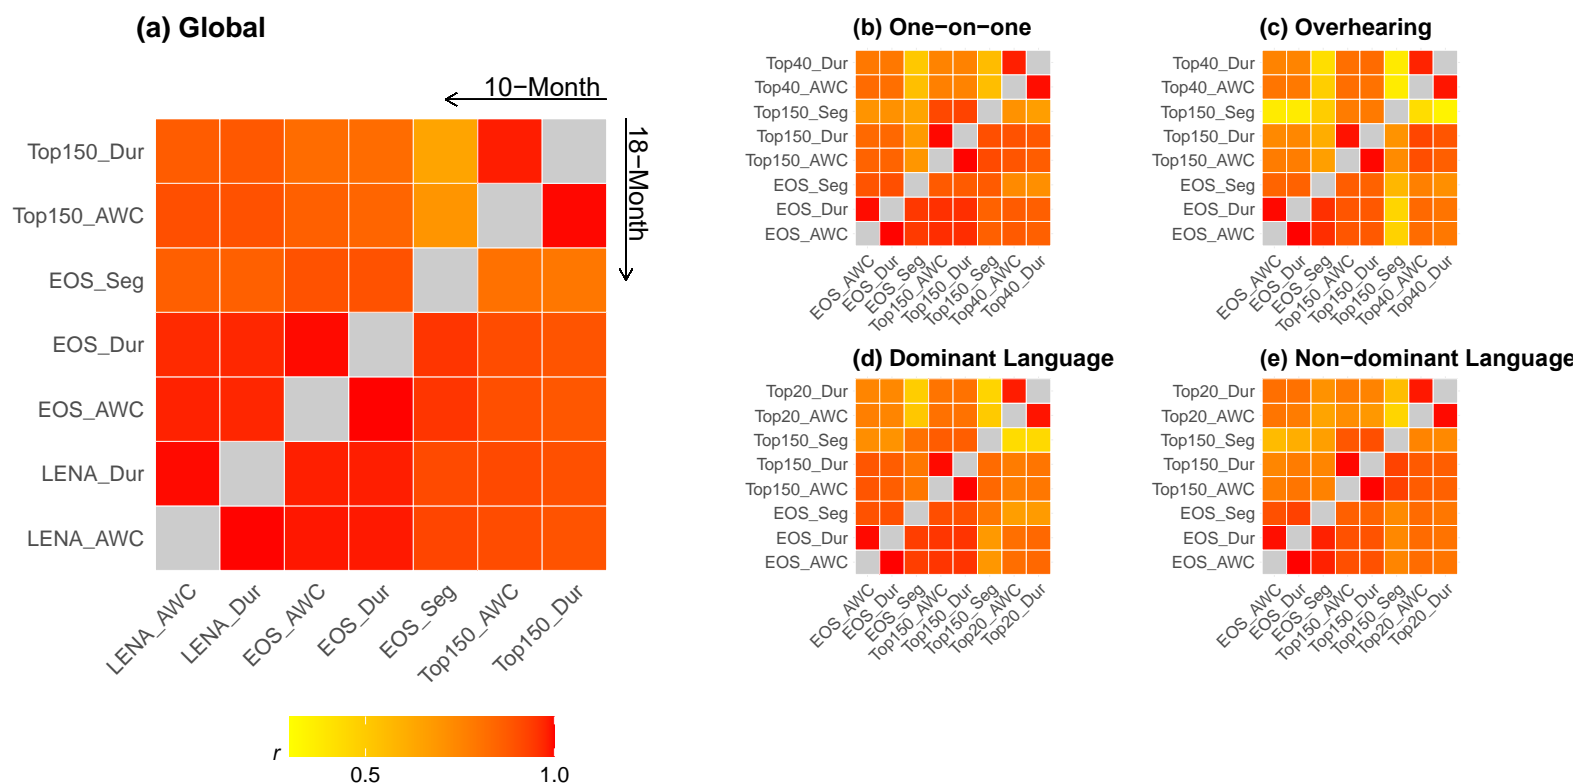 (a) Global
10−Month
18−Month
Top150_Dur
Top150_AWC
EOS_Seg
EOS_Dur
EOS_AWC
LENA_Dur
LENA_AWC
LENA_AWC
LENA_Dur
EOS_AWC
EOS_Dur
EOS_Seg
Top150_AWC
Top150_Dur
r
0.5
1.0
(b) One−on−one
Top40_Dur
Top40_AWC
Top150_Seg
Top150_Dur
Top150_AWC
EOS_Seg
EOS_Dur
EOS_AWC
EOS_AWC
EOS_Dur
EOS_Seg
Top150_AWC
Top150_Dur
Top150_Seg
Top40_AWC
Top40_Dur
(c) Overhearing
Top40_Dur
Top40_AWC
Top150_Seg
Top150_Dur
Top150_AWC
EOS_Seg
EOS_Dur
EOS_AWC
EOS_AWC
EOS_Dur
EOS_Seg
Top150_AWC
Top150_Dur
Top150_Seg
Top40_AWC
Top40_Dur
(d) Dominant Language
Top20_Dur
Top20_AWC
Top150_Seg
Top150_Dur
Top150_AWC
EOS_Seg
EOS_Dur
EOS_AWC
EOS_AWC
EOS_Dur
EOS_Seg
Top150_AWC
Top150_Dur
Top150_Seg
Top20_AWC
Top20_Dur
(e) Non−dominant Language
Top20_Dur
Top20_AWC
Top150_Seg
Top150_Dur
Top150_AWC
EOS_Seg
EOS_Dur
EOS_AWC
EOS_AWC
EOS_Dur
EOS_Seg
Top150_AWC
Top150_Dur
Top150_Seg
Top20_AWC
Top20_Dur